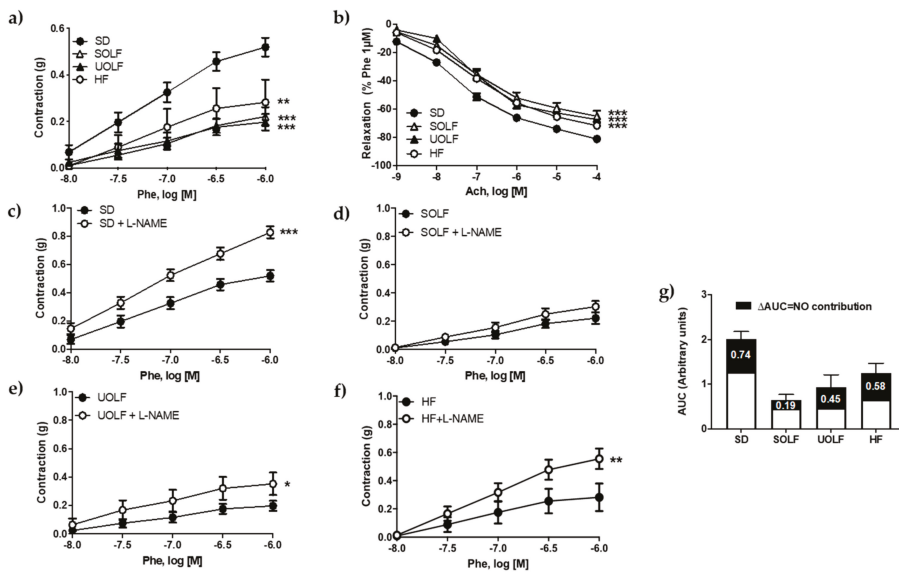 a)
Contraction (g)
0.6
0.4
0.2
0.0
SD
SOLF
UOLF
HF
**
***
***
-8.0 -7.5 -7.0 -6.5 -6.0
Phe, log [M]
b)
Relaxation (% Phe 1µM)
0
-20
-40
-60
-80
-100
SD
SOLF
UOLF
HF
***
***
***
-9 -8 -7 -6 -5 -4
Ach, log [M]
c)
Contraction (g)
1.0
0.8
0.6
0.4
0.2
0.0
SD
SD + L-NAME
***
-8.0 -7.5 -7.0 -6.5 -6.0
Phe, log [M]
d)
Contraction (g)
1.0
0.8
0.6
0.4
0.2
0.0
SOLF
SOLF + L-NAME
-8.0 -7.5 -7.0 -6.5 -6.0
Phe, log [M]
e)
Contraction (g)
1.0
0.8
0.6
0.4
0.2
0.0
UOLF
UOLF + L-NAME
*
-8.0 -7.5 -7.0 -6.5 -6.0
Phe, log [M]
f)
Contraction (g)
1.0
0.8
0.6
0.4
0.2
0.0
HF
HF+L-NAME
**
-8.0 -7.5 -7.0 -6.5 -6.0
Phe, log [M]
g)
AUC (Arbitrary units)
3
2
1
0
ΔAUC=NO contribution
0.74
0.19
0.45
0.58
SD SOLF UOLF HF